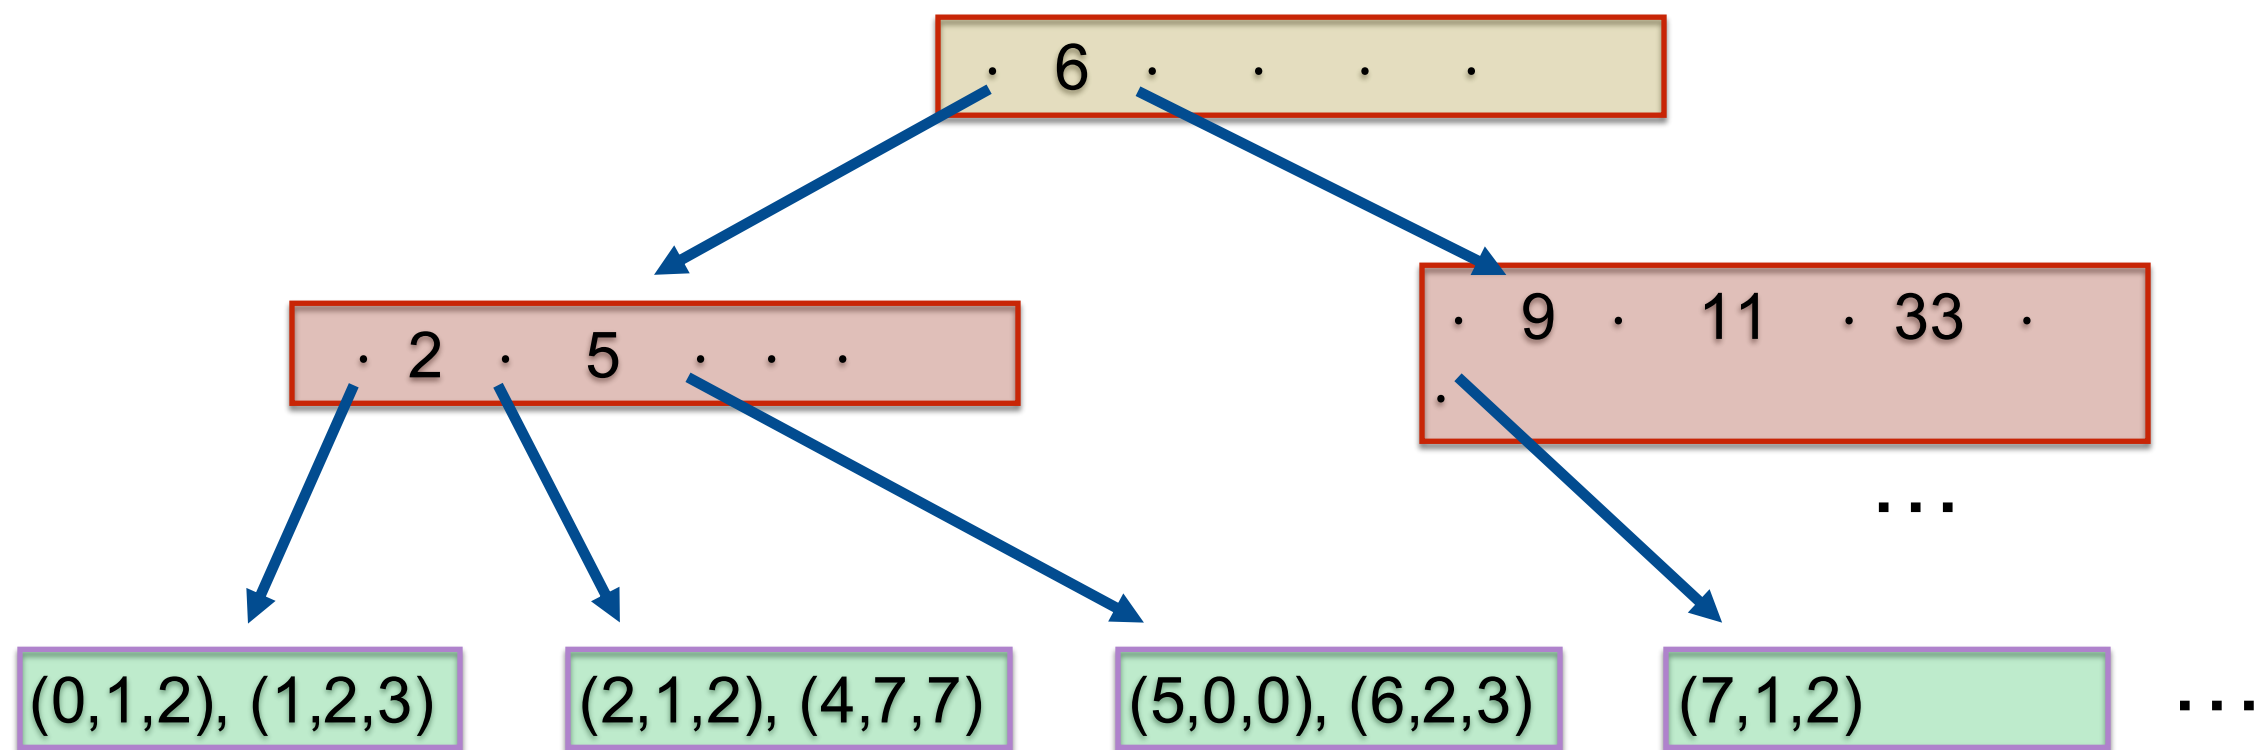 · 6 · · · ·
· 2 · 5 · · ·
· 9 · 11 · 33 ·
·
...
(0,1,2), (1,2,3)
(2,1,2), (4,7,7)
(5,0,0), (6,2,3)
(7,1,2)
...